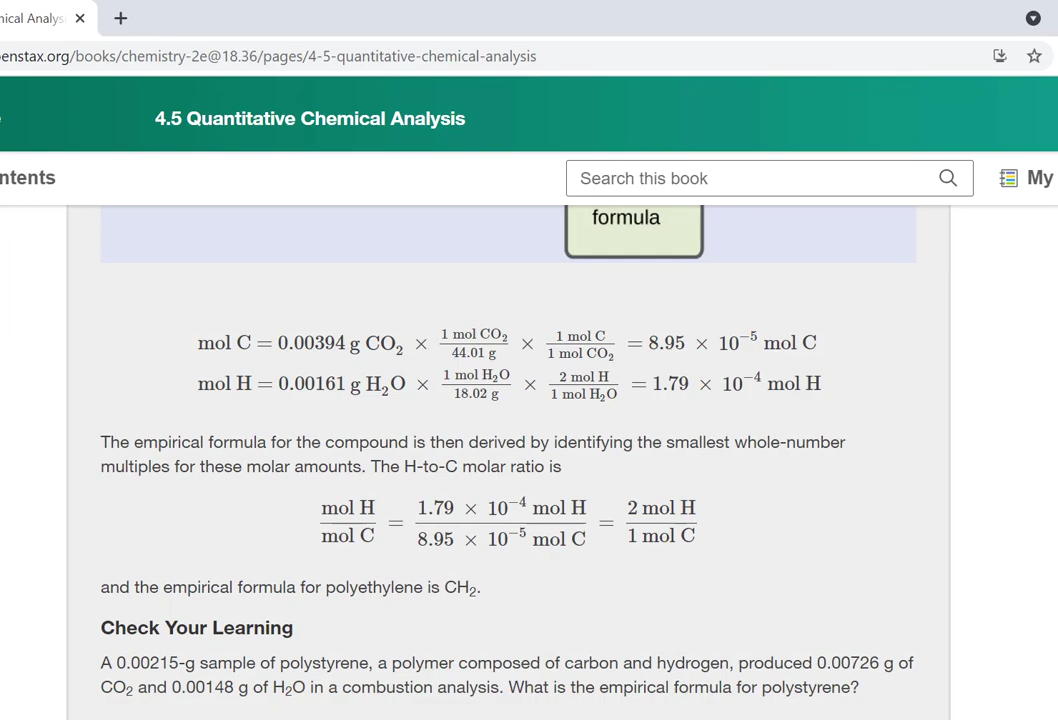 nical Analys
enstax.org/books/chemistry-2e@18.36/pages/4-5-quantitative-chemical-analysis
4.5 Quantitative Chemical Analysis
ntents
Search this book
My
formula
mol C = 0.00394 g CO₂ × 1 mol CO₂/44.01 g × 1 mol C/1 mol CO₂ = 8.95 × 10⁻⁵ mol C
mol H = 0.00161 g H₂O × 1 mol H₂O/18.02 g × 2 mol H/1 mol H₂O = 1.79 × 10⁻⁴ mol H
The empirical formula for the compound is then derived by identifying the smallest whole-number
multiples for these molar amounts. The H-to-C molar ratio is
mol H/mol C = 1.79 × 10⁻⁴ mol H/8.95 × 10⁻⁵ mol C = 2 mol H/1 mol C
and the empirical formula for polyethylene is CH₂.
Check Your Learning
A 0.00215-g sample of polystyrene, a polymer composed of carbon and hydrogen, produced 0.00726 g of
CO₂ and 0.00148 g of H₂O in a combustion analysis. What is the empirical formula for polystyrene?